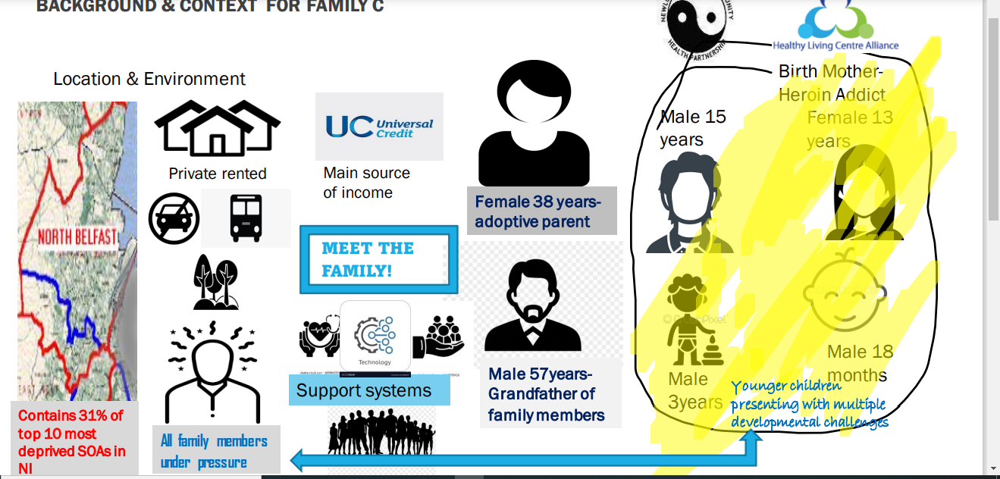 BACKGROUND & CONTEXT FOR FAMILY C
HEALTH PARTNERSHIP
Healthy Living Centre Alliance
Location & Environment
Birth Mother-
Heroin Addict
Male 15
years
Female 13
years
NORTH BELFAST
Private rented
UC Universal
Credit
Main source
of income
Female 38 years-
adoptive parent
MEET THE
FAMILY!
Technology
Support systems
Male 57years-
Grandfather of
family members
Male
3years
Male 18
months
Younger children
presenting with multiple
developmental challenges
Contains 31% of
top 10 most
deprived SOAs in
NI
All family members
under pressure